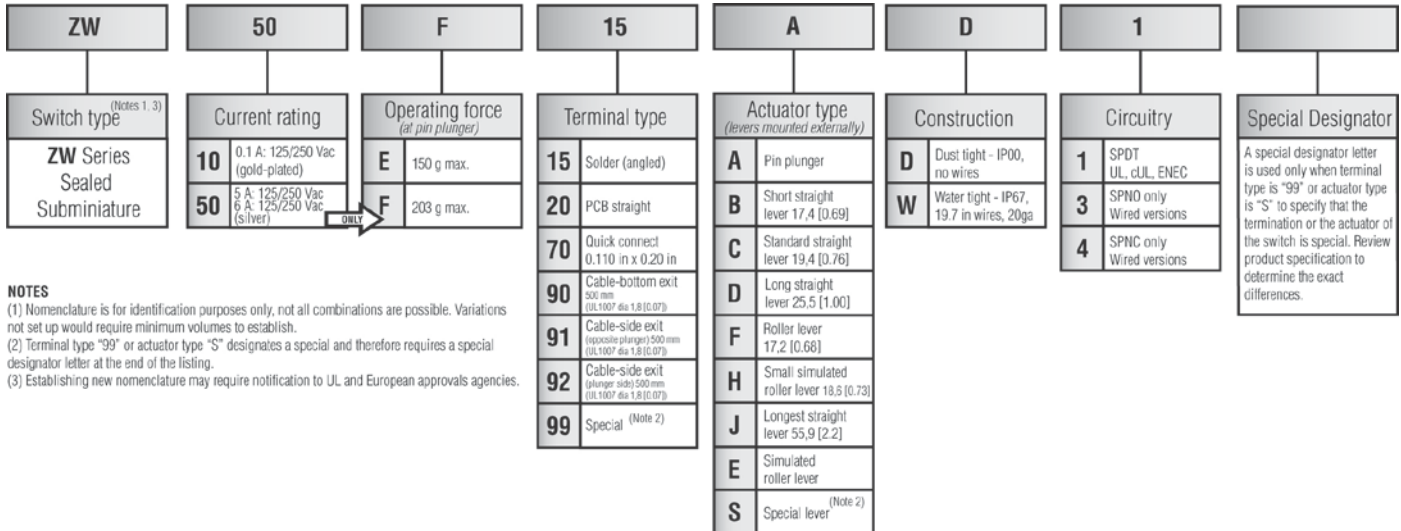 ZW
50
F
15
A
D
1
Switch type (Notes 1, 3)
ZW Series
Sealed
Subminiature
Current rating
10 0.1 A: 125/250 Vac
(gold-plated)
50 5 A: 125/250 Vac
6 A: 125/250 Vac
(silver)
ONLY
Operating force
(at pin plunger)
E 150 g max.
F 203 g max.
Terminal type
15 Solder (angled)
20 PCB straight
70 Quick connect
0.110 in x 0.20 in
90 Cable-bottom exit
500 mm
(UL1007 dia 1,8 [0.07])
91 Cable-side exit
(opposite plunger) 500 mm
(UL1007 dia 1,8 [0.07])
92 Cable-side exit
(plunger side) 500 mm
(UL1007 dia 1,8 [0.07])
99 Special (Note 2)
Actuator type
(levers mounted externally)
A Pin plunger
B Short straight
lever 17,4 [0.69]
C Standard straight
lever 19,4 [0.76]
D Long straight
lever 25,5 [1.00]
F Roller lever
17,2 [0.68]
H Small simulated
roller lever 18,6 [0.73]
J Longest straight
lever 55,9 [2.2]
E Simulated
roller lever
S Special lever (Note 2)
Construction
D Dust tight - IP00,
no wires
W Water tight - IP67,
19.7 in wires, 20ga
Circuitry
1 SPDT
UL, cUL, ENEC
3 SPNO only
Wired versions
4 SPNC only
Wired versions
Special Designator
A special designator letter
is used only when terminal
type is “99” or actuator type
is “S” to specify that the
termination or the actuator of
the switch is special. Review
product specification to
determine the exact
differences.
NOTES
(1) Nomenclature is for identification purposes only, not all combinations are possible. Variations
not set up would require minimum volumes to establish.
(2) Terminal type “99” or actuator type “S” designates a special and therefore requires a special
designator letter at the end of the listing.
(3) Establishing new nomenclature may require notification to UL and European approvals agencies.